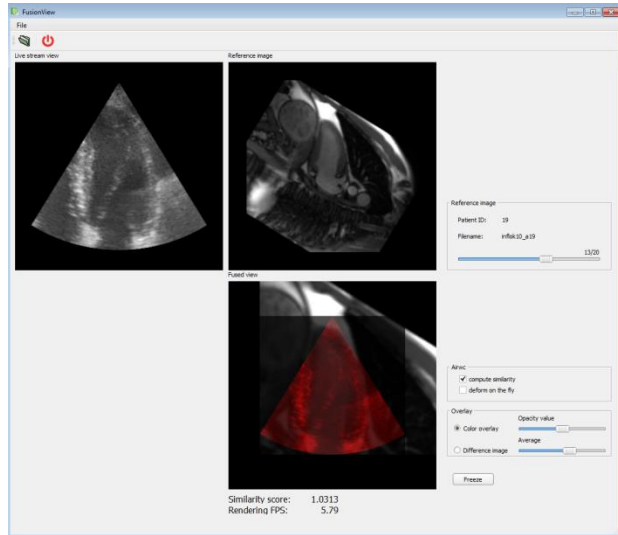 FusionView
File
Live stream view
Reference image
Reference image
Patient ID: 19
Filename: inflok10_a19
13/20
Fused view
Airwc
compute similarity
deform on the fly
Overlay
Opacity value
Color overlay
Average
Difference image
Freeze
Similarity score: 1.0313
Rendering FPS: 5.79